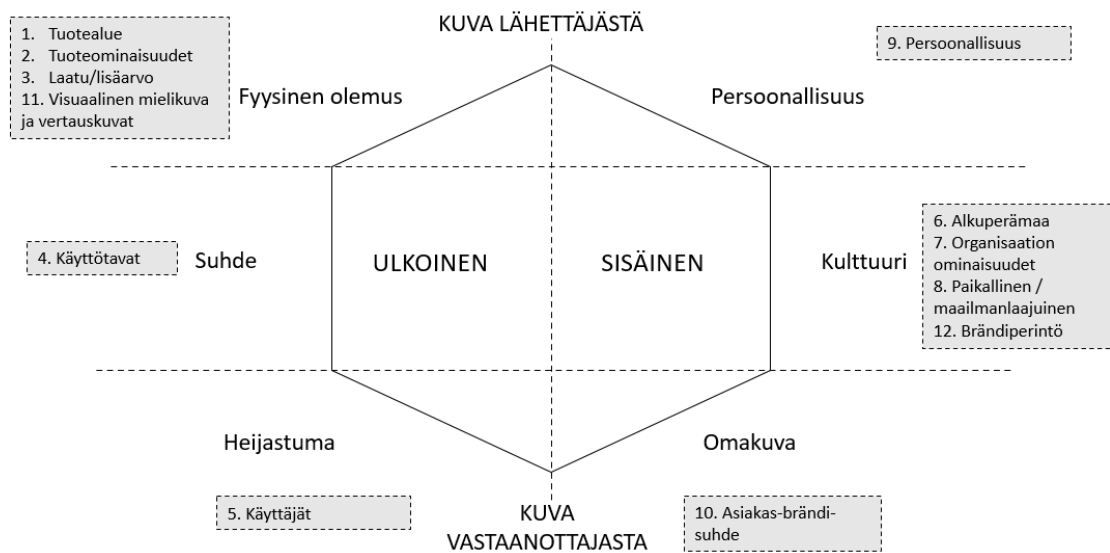 KUVA LÄHETTÄJÄSTÄ
1. Tuotealue
2. Tuoteominaisuudet
3. Laatu/lisäarvo
11. Visuaalinen mielikuva
ja vertauskuvat
9. Persoonallisuus
Fyysinen olemus
Persoonallisuus
4. Käyttötavat
Suhde
ULKOINEN
SISÄINEN
Kulttuuri
6. Alkuperämaa
7. Organisaation
ominaisuudet
8. Paikallinen /
maailmanlaajuinen
12. Brändiperintö
Heijastuma
Omakuva
5. Käyttäjät
KUVA
VASTAANOTTAJASTA
10. Asiakas-brändi-
suhde